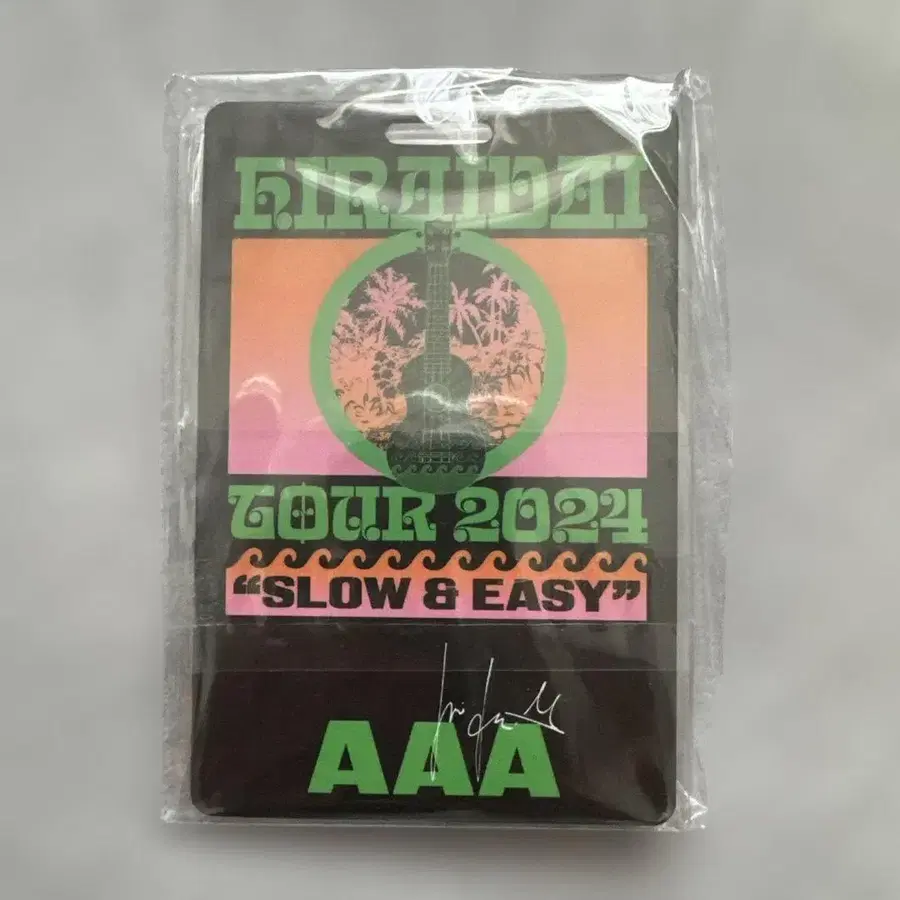 HIRAIDAI
TOUR 2024
“SLOW & EASY”
AAA